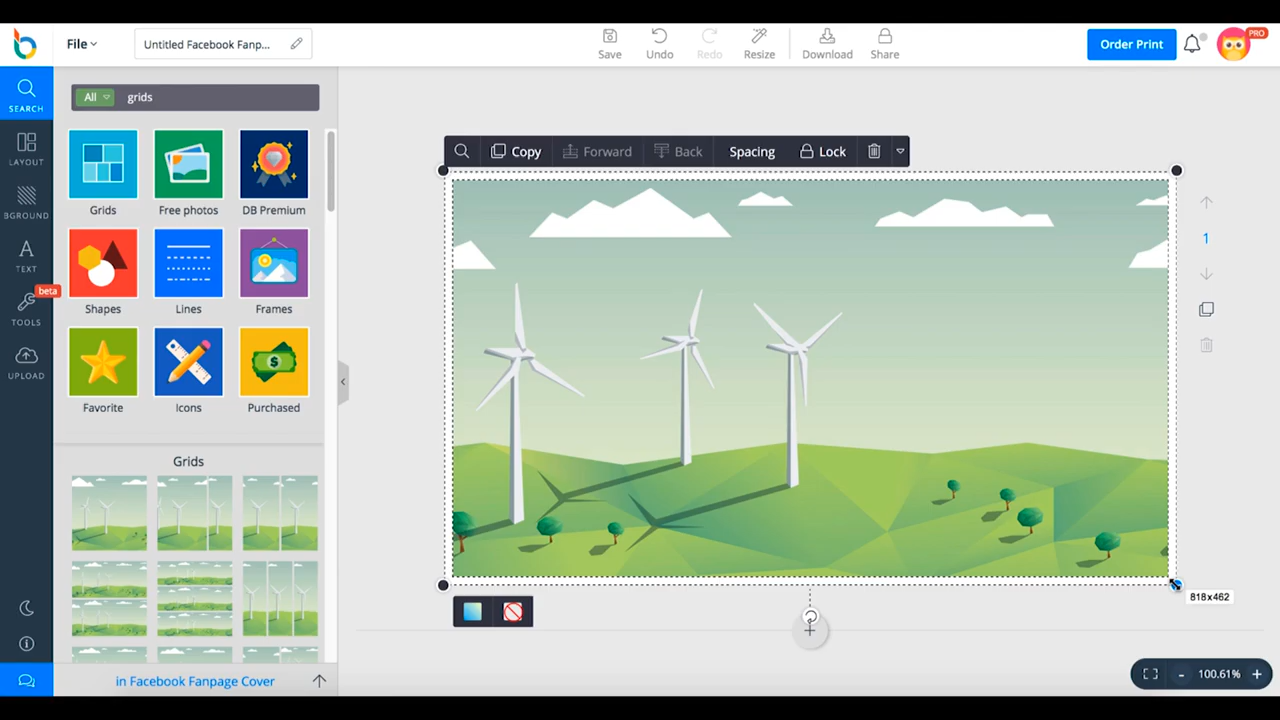 File
Untitled Facebook Fanp...
Save
Undo
Redo
Resize
Download
Share
Order Print
PRO
SEARCH
LAYOUT
BGROUND
TEXT
beta
TOOLS
UPLOAD
All
grids
Grids
Free photos
DB Premium
Shapes
Lines
Frames
Favorite
Icons
Purchased
Grids
in Facebook Fanpage Cover
Copy
Forward
Back
Spacing
Lock
1
818x462
- 100.61% +